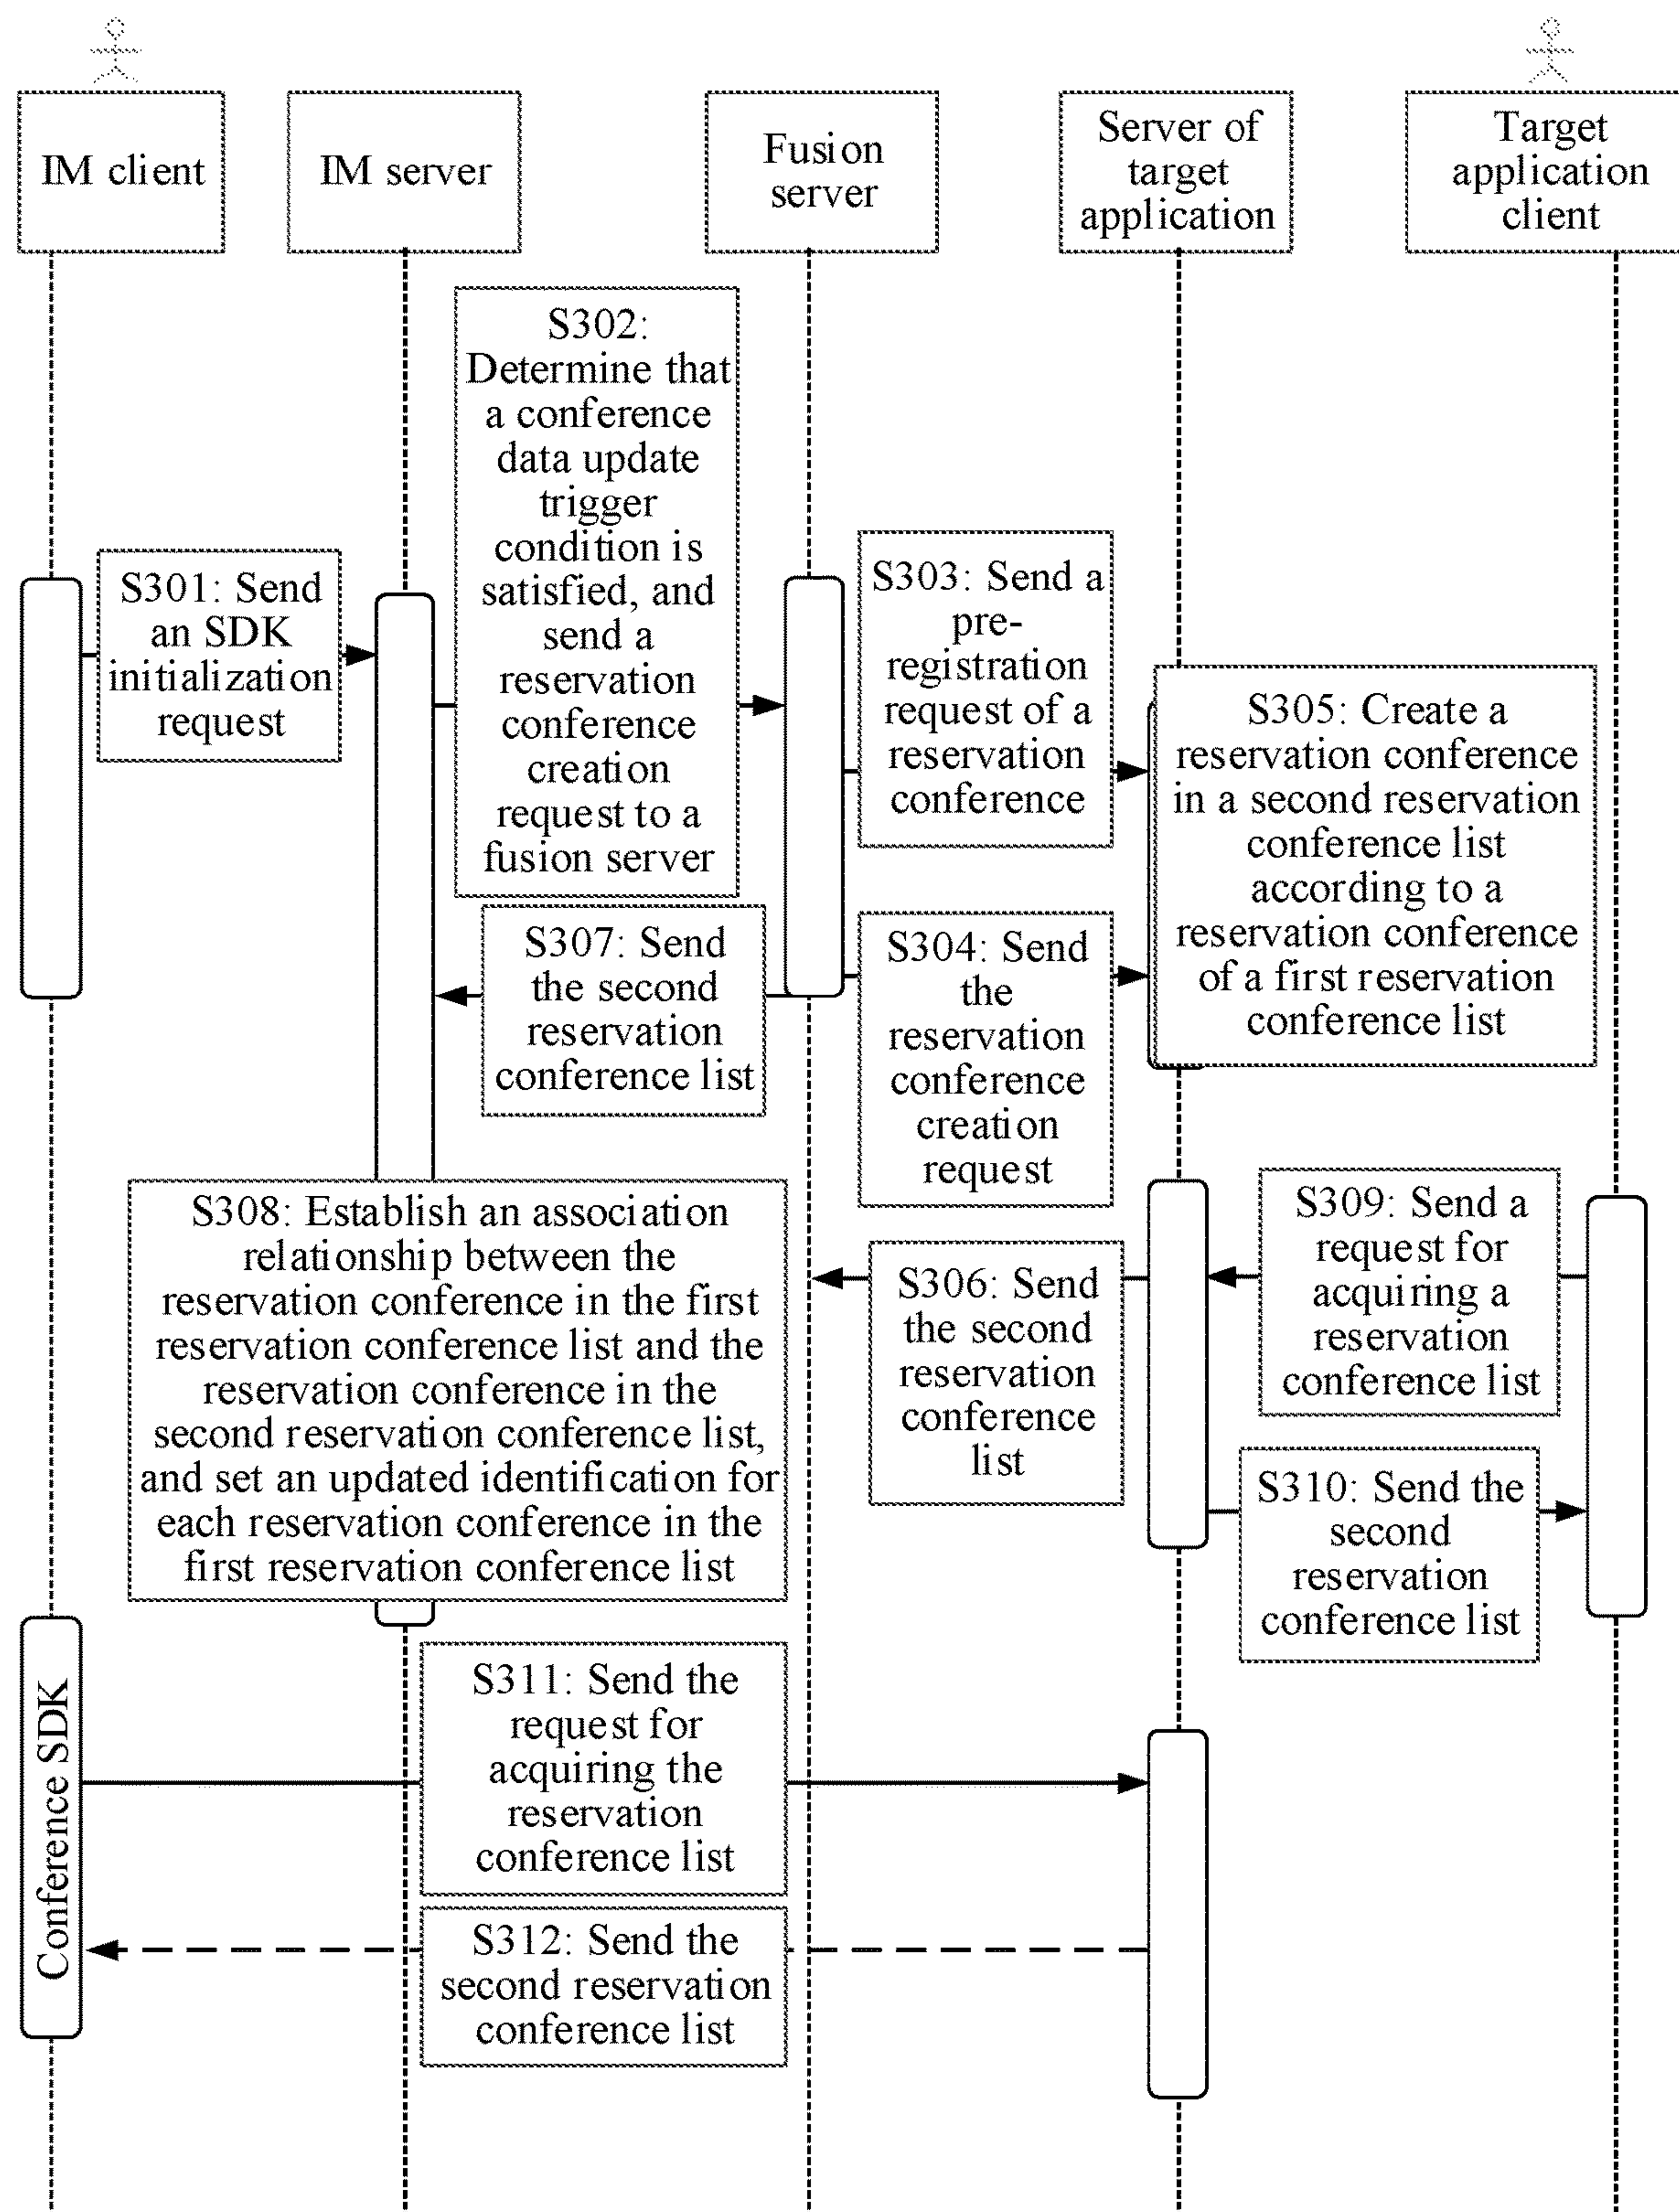 IM client
IM server
Fusion
server
Server of
target
application
Target
application
client
S301: Send
an SDK
initialization
request
S302:
Determine that
a conference
data update
trigger
condition is
satisfied, and
send a
reservation
conference
creation
request to a
fusion server
S303: Send a
pre-
registration
request of a
reservation
conference
S304: Send
the
reservation
conference
creation
request
S305: Create a
reservation conference
in a second reservation
conference list
according to a
reservation conference
of a first reservation
conference list
S306: Send
the second
reservation
conference
list
S307: Send
the second
reservation
conference list
S308: Establish an association
relationship between the
reservation conference in the first
reservation conference list and the
reservation conference in the
second reservation conference list,
and set an updated identification for
each reservation conference in the
first reservation conference list
S309: Send a
request for
acquiring a
reservation
conference list
S310: Send the
second
reservation
conference list
Conference SDK
S311: Send the
request for
acquiring the
reservation
conference list
S312: Send the
second reservation
conference list